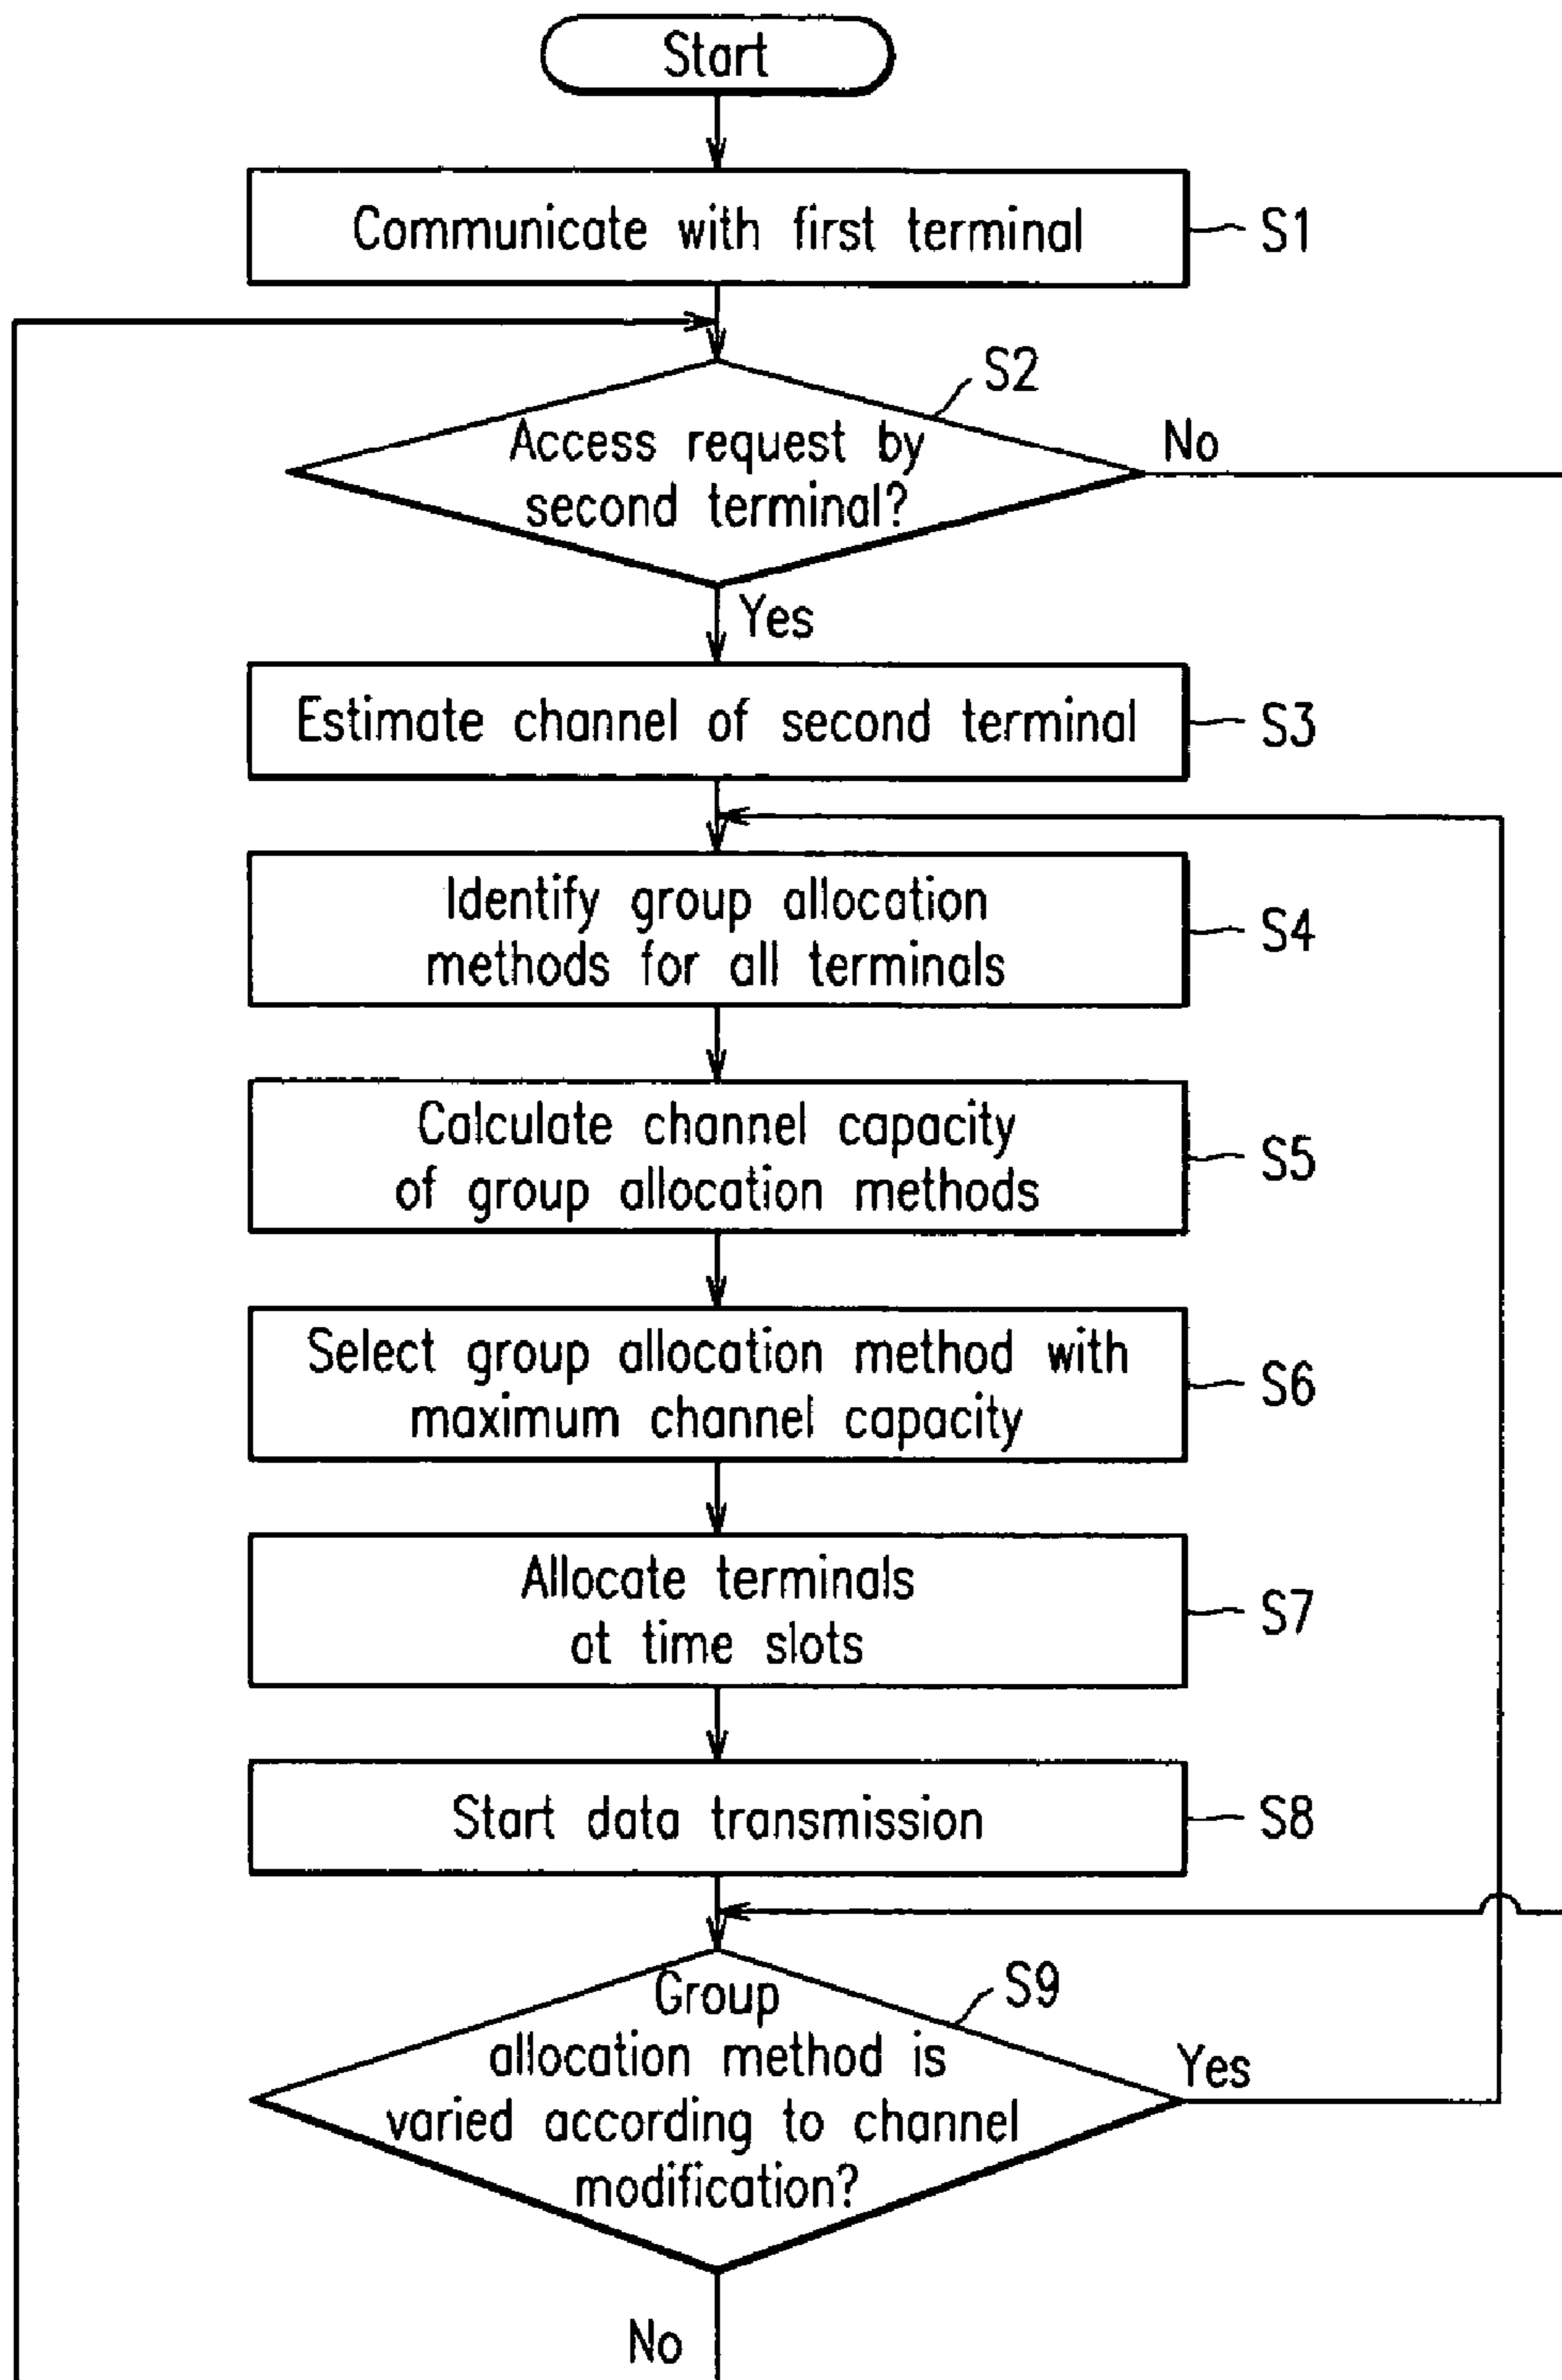 Start
Communicate with first terminal
S1
S2
Access request by
second terminal?
No
Yes
Estimate channel of second terminal
S3
Identify group allocation
methods for all terminals
S4
Calculate channel capacity
of group allocation methods
S5
Select group allocation method with
maximum channel capacity
S6
Allocate terminals
at time slots
S7
Start data transmission
S8
S9
Group
allocation method is
varied according to channel
modification?
Yes
No